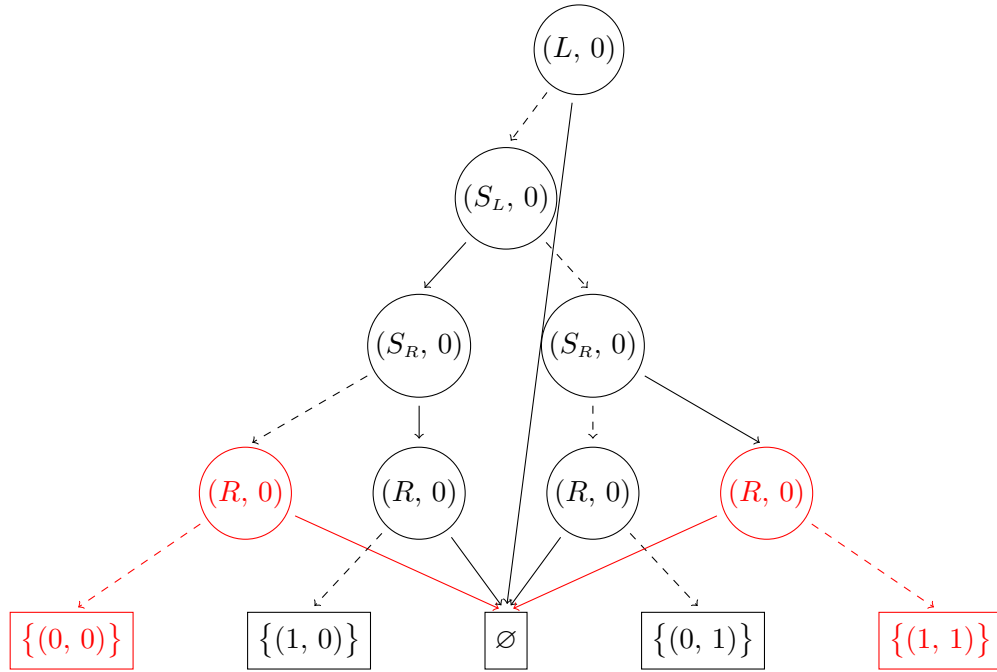 (L, 0)
(S_L, 0)
(S_R, 0) (S_R, 0)
(R, 0) (R, 0) (R, 0) (R, 0)
{(0, 0)} {(1, 0)} ∅ {(0, 1)} {(1, 1)}